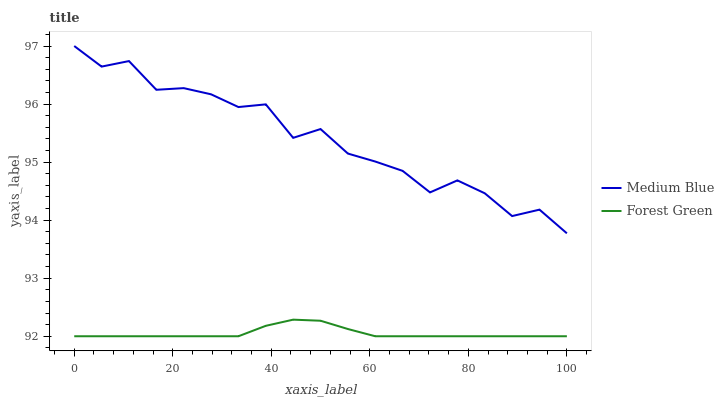 title
yaxis_label
97
96
95
94
93
92
0 20 40 60 80 100
xaxis_label
Medium Blue
Forest Green